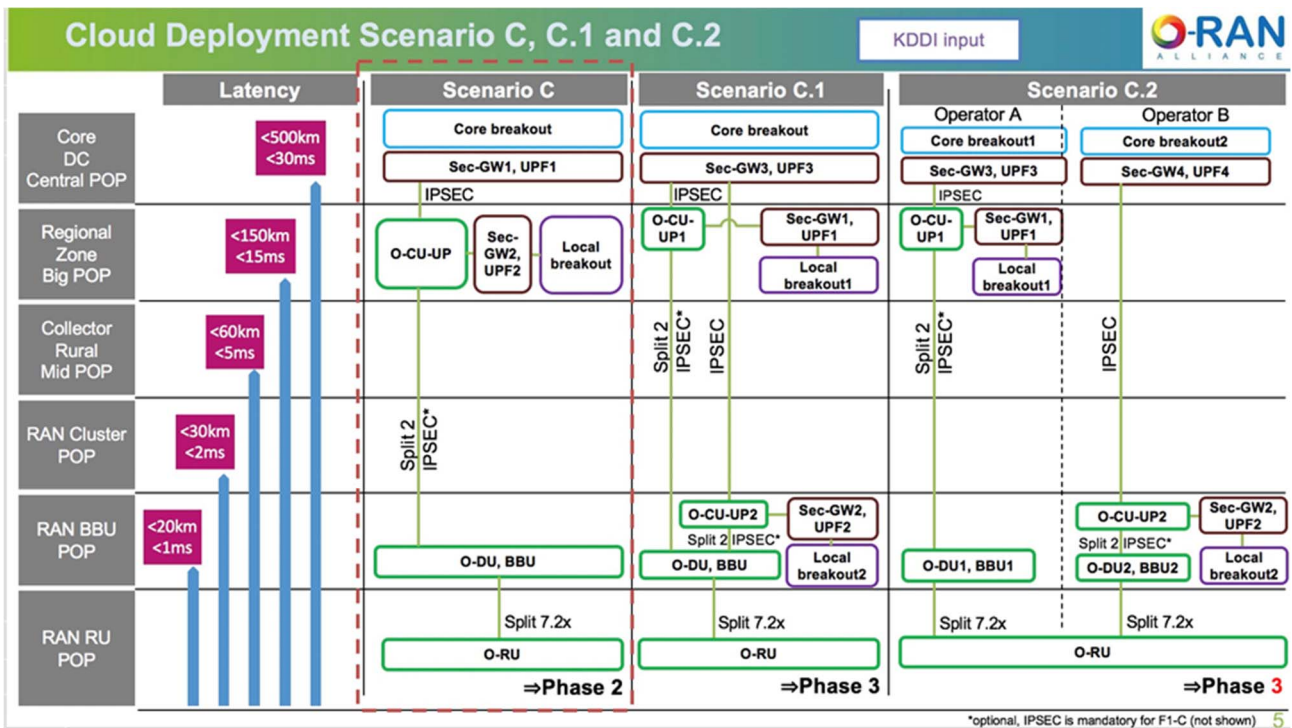 Cloud Deployment Scenario C, C.1 and C.2
KDDI input
O-RAN
ALLIANCE
Latency
Scenario C
Scenario C.1
Scenario C.2
Operator A
Operator B
Core
DC
Central POP
<500km
<30ms
Core breakout
Core breakout
Core breakout1
Core breakout2
Sec-GW1, UPF1
Sec-GW3, UPF3
Sec-GW3, UPF3
Sec-GW4, UPF4
IPSEC
IPSEC
IPSEC
Regional
Zone
Big POP
<150km
<15ms
O-CU-UP
Sec-
GW2,
UPF2
Local
breakout
O-CU-
UP1
Sec-GW1,
UPF1
Local
breakout1
O-CU-
UP1
Sec-GW1,
UPF1
Local
breakout1
Collector
Rural
Mid POP
<60km
<5ms
Split 2
IPSEC*
IPSEC
Split 2
IPSEC*
IPSEC
RAN Cluster
POP
<30km
<2ms
Split 2
IPSEC*
RAN BBU
POP
<20km
<1ms
O-DU, BBU
O-CU-UP2
Sec-GW2,
UPF2
Split 2 IPSEC*
O-DU, BBU
Local
breakout2
O-DU1, BBU1
O-CU-UP2
Sec-GW2,
UPF2
Split 2 IPSEC*
O-DU2, BBU2
Local
breakout2
RAN RU
POP
Split 7.2x
Split 7.2x
Split 7.2x
Split 7.2x
O-RU
O-RU
O-RU
⇒Phase 2
⇒Phase 3
⇒Phase 3
*optional, IPSEC is mandatory for F1-C (not shown) 5